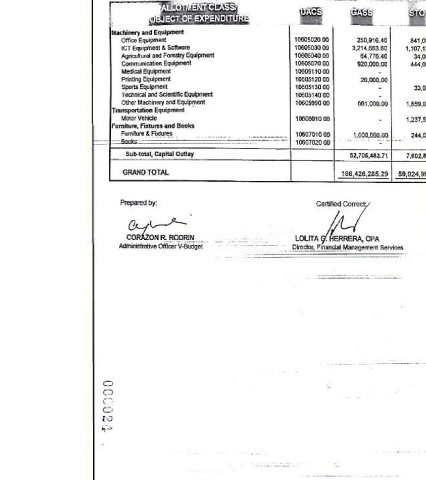 ALLOTMENT CLASS/ UACS GASS STO
OBJECT OF EXPENDITURE
Machinery and Equipment
Office Equipment 10605020 00 250,916.40 841,0
ICT Equipment & Software 10605030 00 3,214,663.60 1,107,1
Agricultural and Forestry Equipment 10605040 00 64,776.40 34,0
Communication Equipment 10605070 00 920,000.00 444,0
Medical Equipment 10605110 00 -
Printing Equipment 10605120 00 20,000.00
Sports Equipment 10605130 00 - 33,0
Technical and Scientific Equipment 10605140 00 -
Other Machinery and Equipment 10605990 00 661,000.00 1,859,0
Transportation Equipment
Motor Vehicle 10606010 00 - 1,237,5
Furniture, Fixtures and Books
Furniture & Fixtures 10607010 00 1,000,000.00 244,0
Books 10607020 00 -
Sub-total, Capital Outlay 52,705,483.71 7,602,8
GRAND TOTAL 186,426,285.29 59,024,9
Prepared by: Certified Correct:
CORAZON R. RODRIN LOLITA G. HERRERA, CPA
Administrative Officer V-Budget Director, Financial Management Services
000024